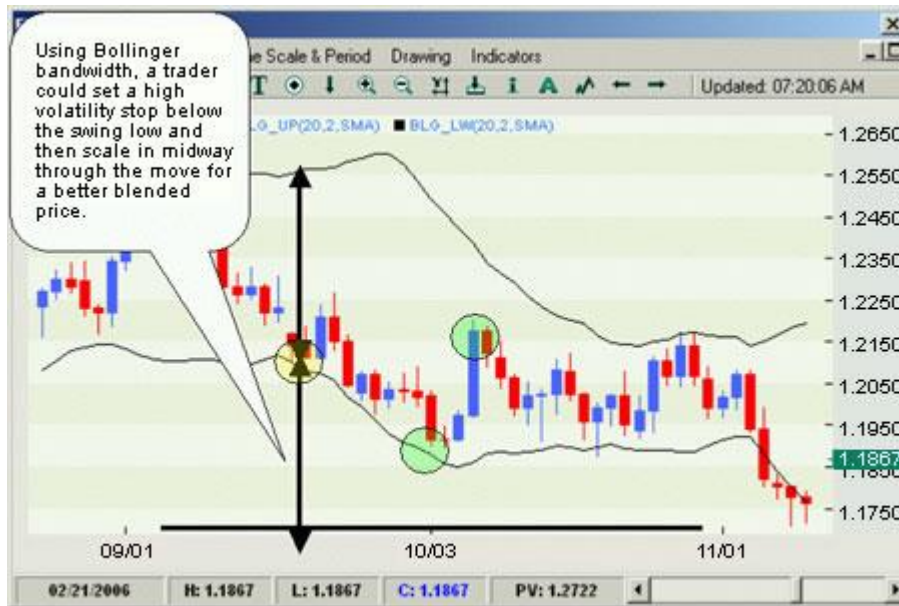 Using Bollinger
bandwidth, a trader
could set a high
volatility stop below
the swing low and
then scale in midway
through the move for
a better blended
price.
Scale & Period Drawing Indicators
Updated: 07:20:06 AM
BLG_LW(20,2,SMA)
1.2650
1.2550
1.2450
1.2350
1.2250
1.2150
1.2050
1.1950
1.1867
1.1850
1.1750
09/01 10/03 11/01
02/21/2006 H: 1.1867 L: 1.1867 C: 1.1867 PV: 1.2722